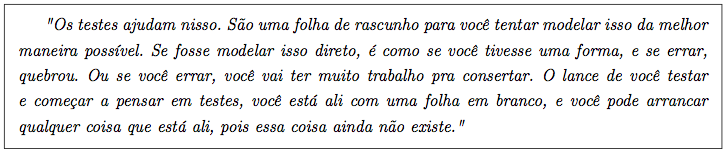 "Os testes ajudam nisso. São uma folha de rascunho para você tentar modelar isso da melhor
maneira possível. Se fosse modelar isso direto, é como se você tivesse uma forma, e se errar,
quebrou. Ou se você errar, você vai ter muito trabalho pra consertar. O lance de você testar
e começar a pensar em testes, você está ali com uma folha em branco, e você pode arrancar
qualquer coisa que está ali, pois essa coisa ainda não existe."